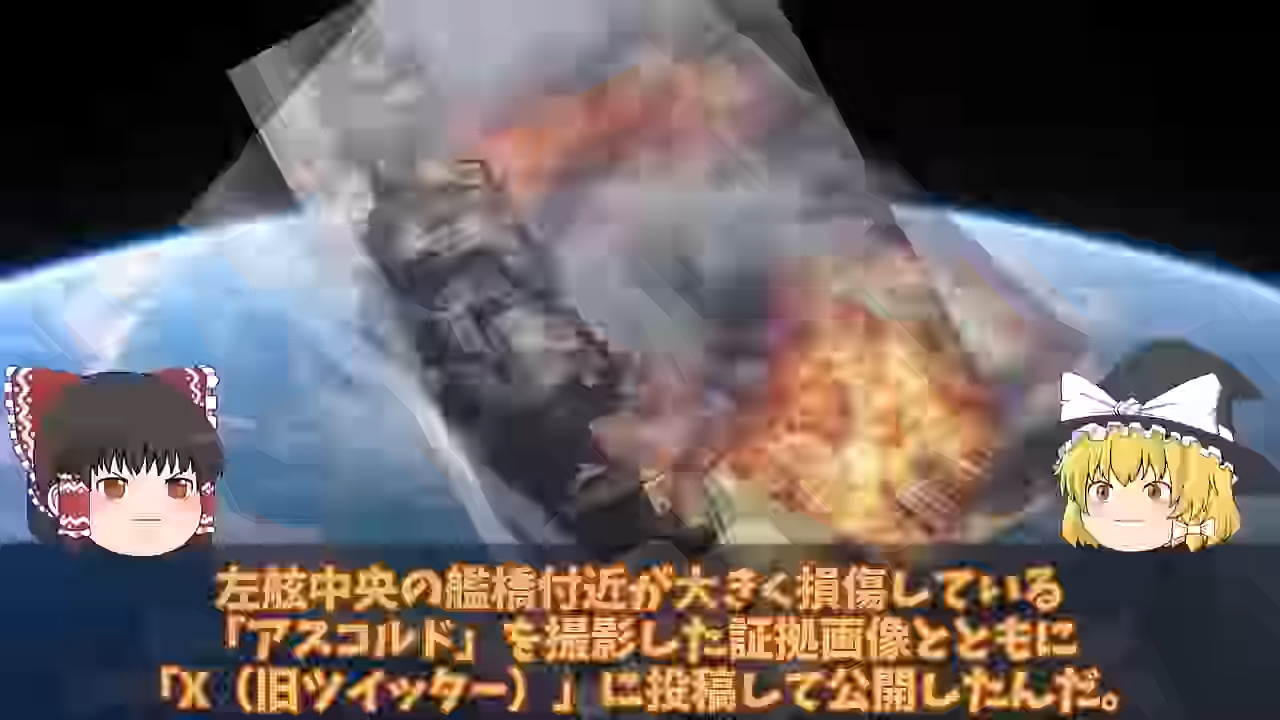 左舷中央の艦橋付近が大きく損傷している
「アスコルド」を撮影した証拠画像とともに
「X（旧ツイッター）」に投稿して公開したんだ。